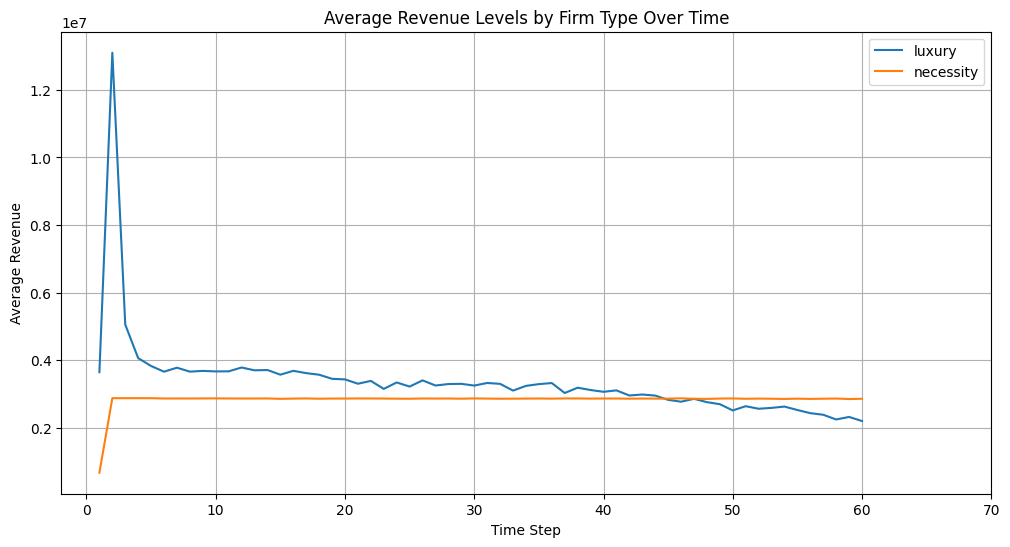 Average Revenue Levels by Firm Type Over Time
1e7
luxury
necessity
1.2
1.0
0.8
0.6
0.4
0.2
Average Revenue
0 10 20 30 40 50 60 70
Time Step